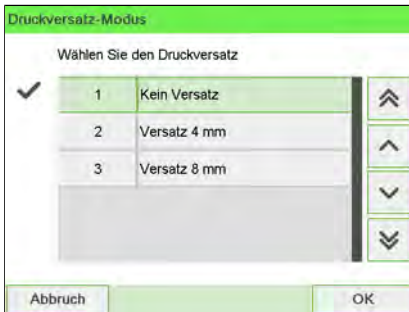 Druckversatz-Modus
Wählen Sie den Druckversatz
1 Kein Versatz
2 Versatz 4 mm
3 Versatz 8 mm
Abbruch OK